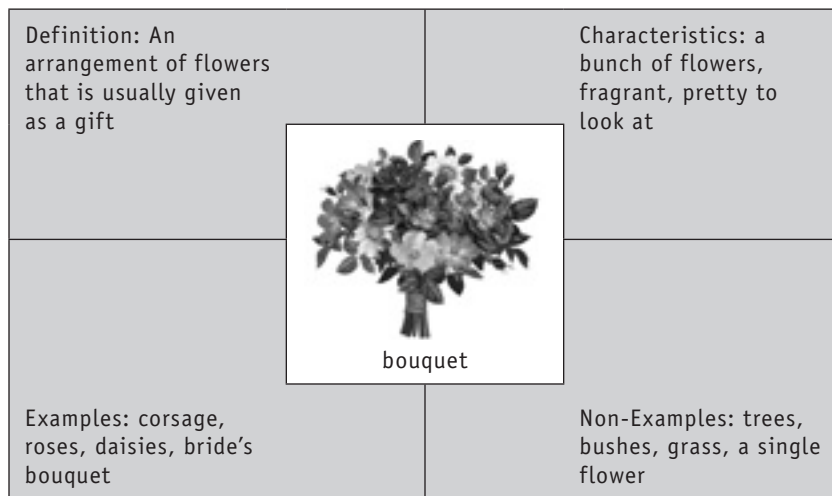 Definition: An
arrangement of flowers
that is usually given
as a gift
Characteristics: a
bunch of flowers,
fragrant, pretty to
look at
bouquet
Examples: corsage,
roses, daisies, bride's
bouquet
Non-Examples: trees,
bushes, grass, a single
flower